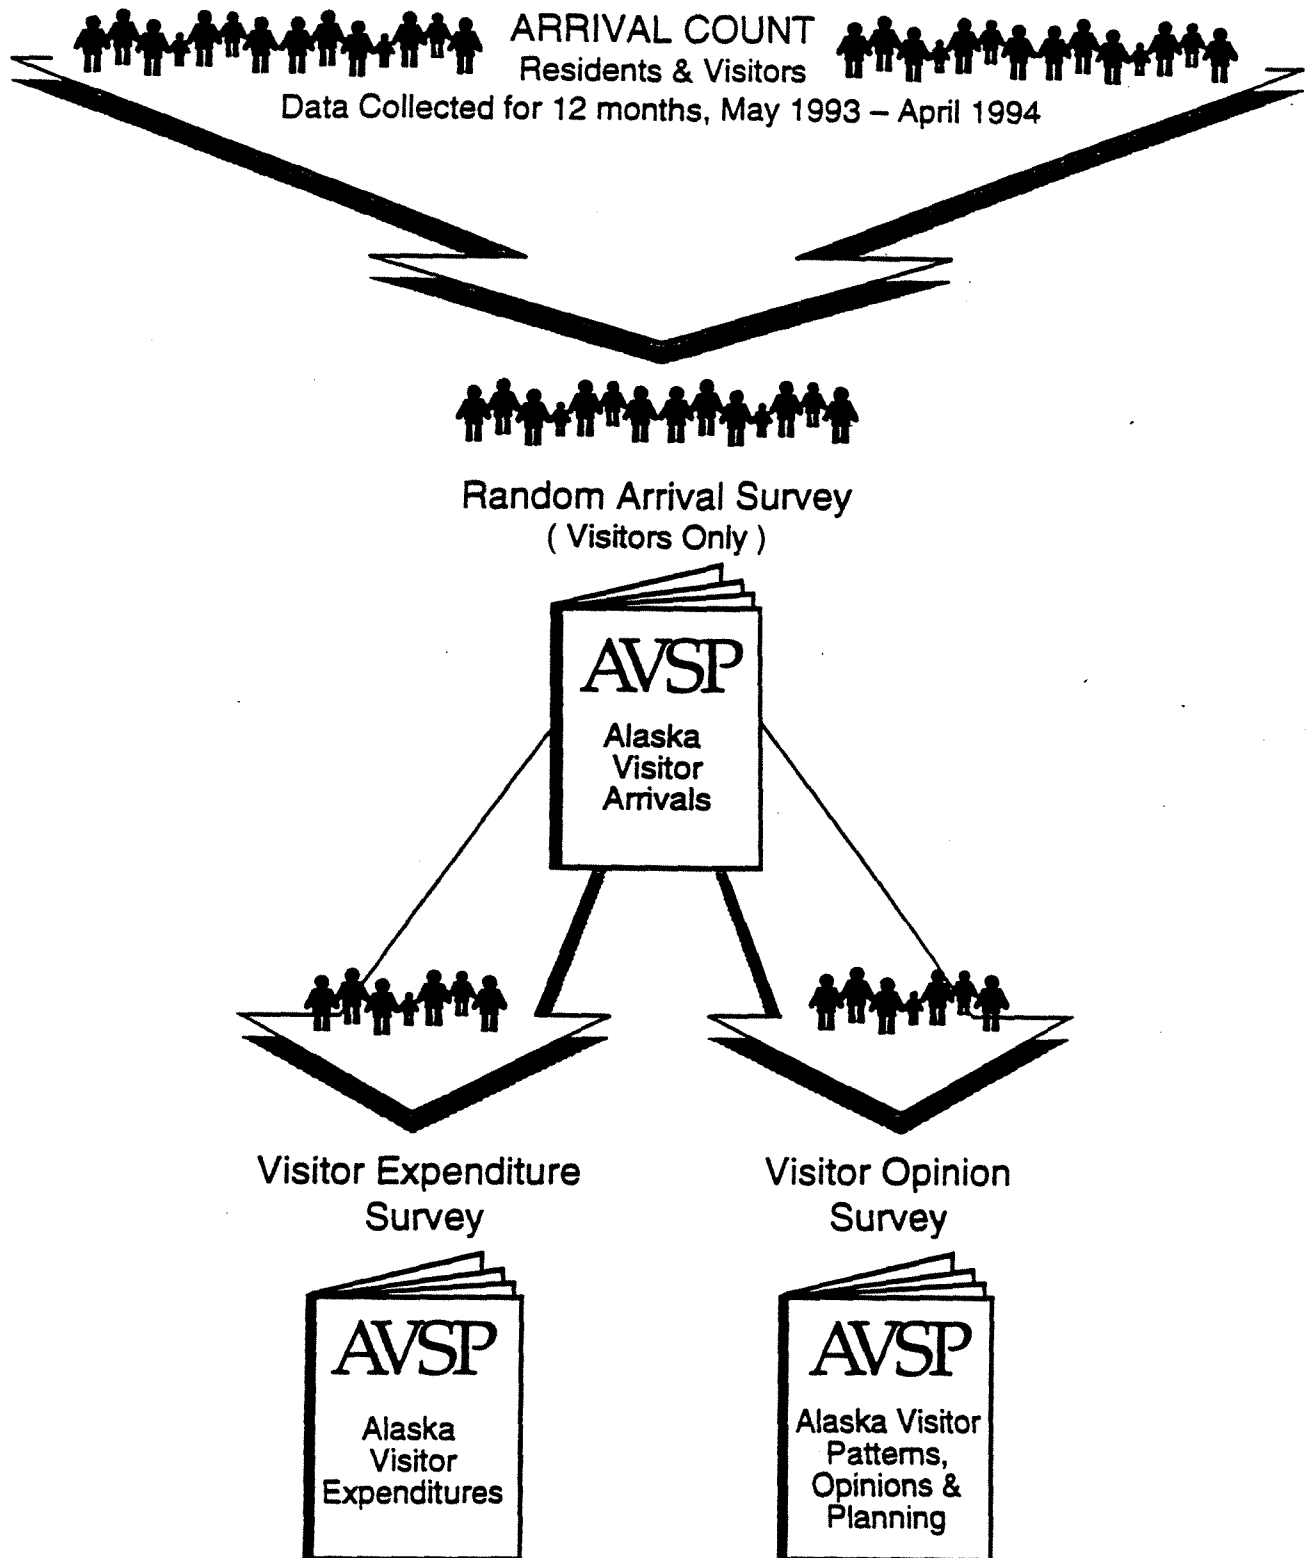 ARRIVAL COUNT
Residents & Visitors
Data Collected for 12 months, May 1993 – April 1994
Random Arrival Survey
( Visitors Only )
AVSP
Alaska
Visitor
Arrivals
Visitor Expenditure
Survey
AVSP
Alaska
Visitor
Expenditures
Visitor Opinion
Survey
AVSP
Alaska Visitor
Patterns,
Opinions &
Planning